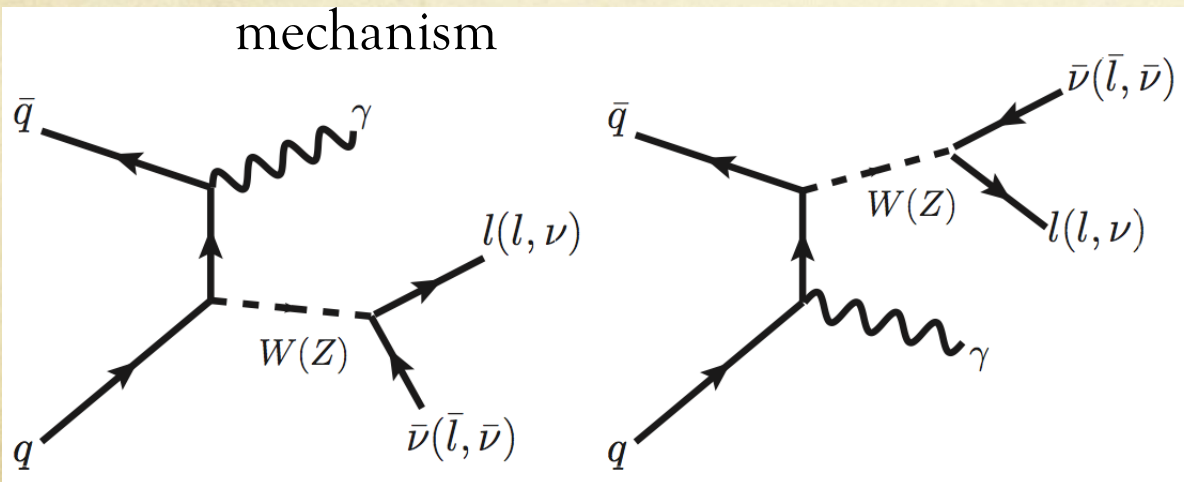 mechanism
q̄
γ
l(l, ν)
W(Z)
ν̄(l̄, ν̄)
q
q̄
ν̄(l̄, ν̄)
W(Z)
l(l, ν)
γ
q